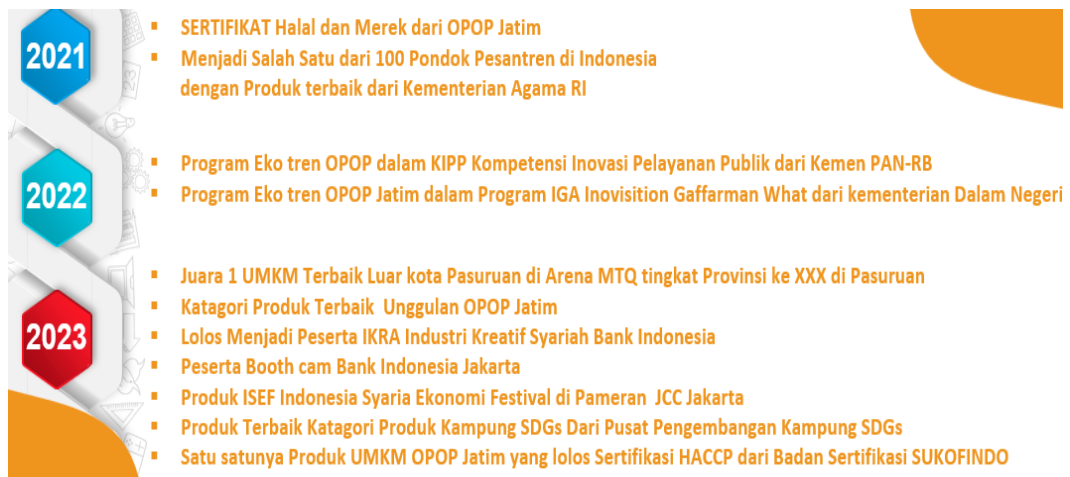 2021
SERTIFIKAT Halal dan Merek dari OPOP Jatim
Menjadi Salah Satu dari 100 Pondok Pesantren di Indonesia
dengan Produk terbaik dari Kementerian Agama RI
2022
Program Eko tren OPOP dalam KIPP Kompetensi Inovasi Pelayanan Publik dari Kemen PAN-RB
Program Eko tren OPOP Jatim dalam Program IGA Inovisition Gaffarman What dari kementerian Dalam Negeri
2023
Juara 1 UMKM Terbaik Luar kota Pasuruan di Arena MTQ tingkat Provinsi ke XXX di Pasuruan
Katagori Produk Terbaik Unggulan OPOP Jatim
Lolos Menjadi Peserta IKRA Industri Kreatif Syariah Bank Indonesia
Peserta Booth cam Bank Indonesia Jakarta
Produk ISEF Indonesia Syaria Ekonomi Festival di Pameran JCC Jakarta
Produk Terbaik Katagori Produk Kampung SDGs Dari Pusat Pengembangan Kampung SDGs
Satu satunya Produk UMKM OPOP Jatim yang lolos Sertifikasi HACCP dari Badan Sertifikasi SUKOFINDO